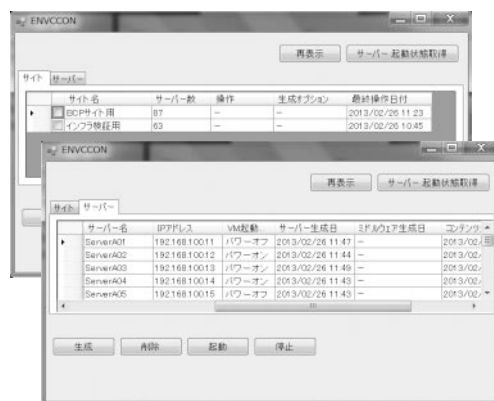 ENVCCON
再表示 サーバー起動状態取得
サイト サーバー
サイト名 サーバー数 操作 生成オプション 最終操作日付
BCPサイト用 87 － － 2013/02/26 11:23
インフラ検証用 63 － － 2013/02/26 10:45
ENVCCON
再表示 サーバー起動状態取得
サイト サーバー
サーバー名 IPアドレス VM起動 サーバー生成日 ミドルウェア生成日 コンテンツ
ServerA01 192.168.100.11 パワーオフ 2013/02/26 11:47 － 2013/02/
ServerA02 192.168.100.12 パワーオン 2013/02/26 11:44 － 2013/02/
ServerA03 192.168.100.13 パワーオン 2013/02/26 11:49 － 2013/02/
ServerA04 192.168.100.14 パワーオン 2013/02/26 11:43 － 2013/02/
ServerA05 192.168.100.15 パワーオフ 2013/02/26 11:43 － 2013/02/
生成 削除 起動 停止